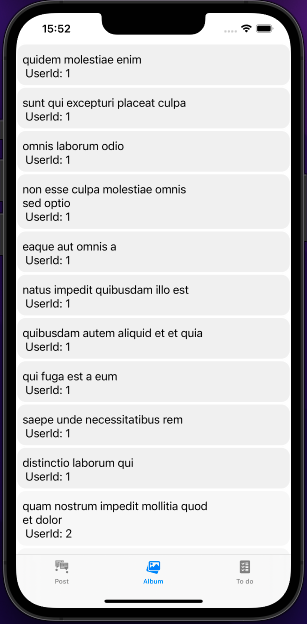 15:52
quidem molestiae enim
UserId: 1
sunt qui excepturi placeat culpa
UserId: 1
omnis laborum odio
UserId: 1
non esse culpa molestiae omnis
sed optio
UserId: 1
eaque aut omnis a
UserId: 1
natus impedit quibusdam illo est
UserId: 1
quibusdam autem aliquid et et quia
UserId: 1
qui fuga est a eum
UserId: 1
saepe unde necessitatibus rem
UserId: 1
distinctio laborum qui
UserId: 1
quam nostrum impedit mollitia quod
et dolor
UserId: 2
Post
Album
To do